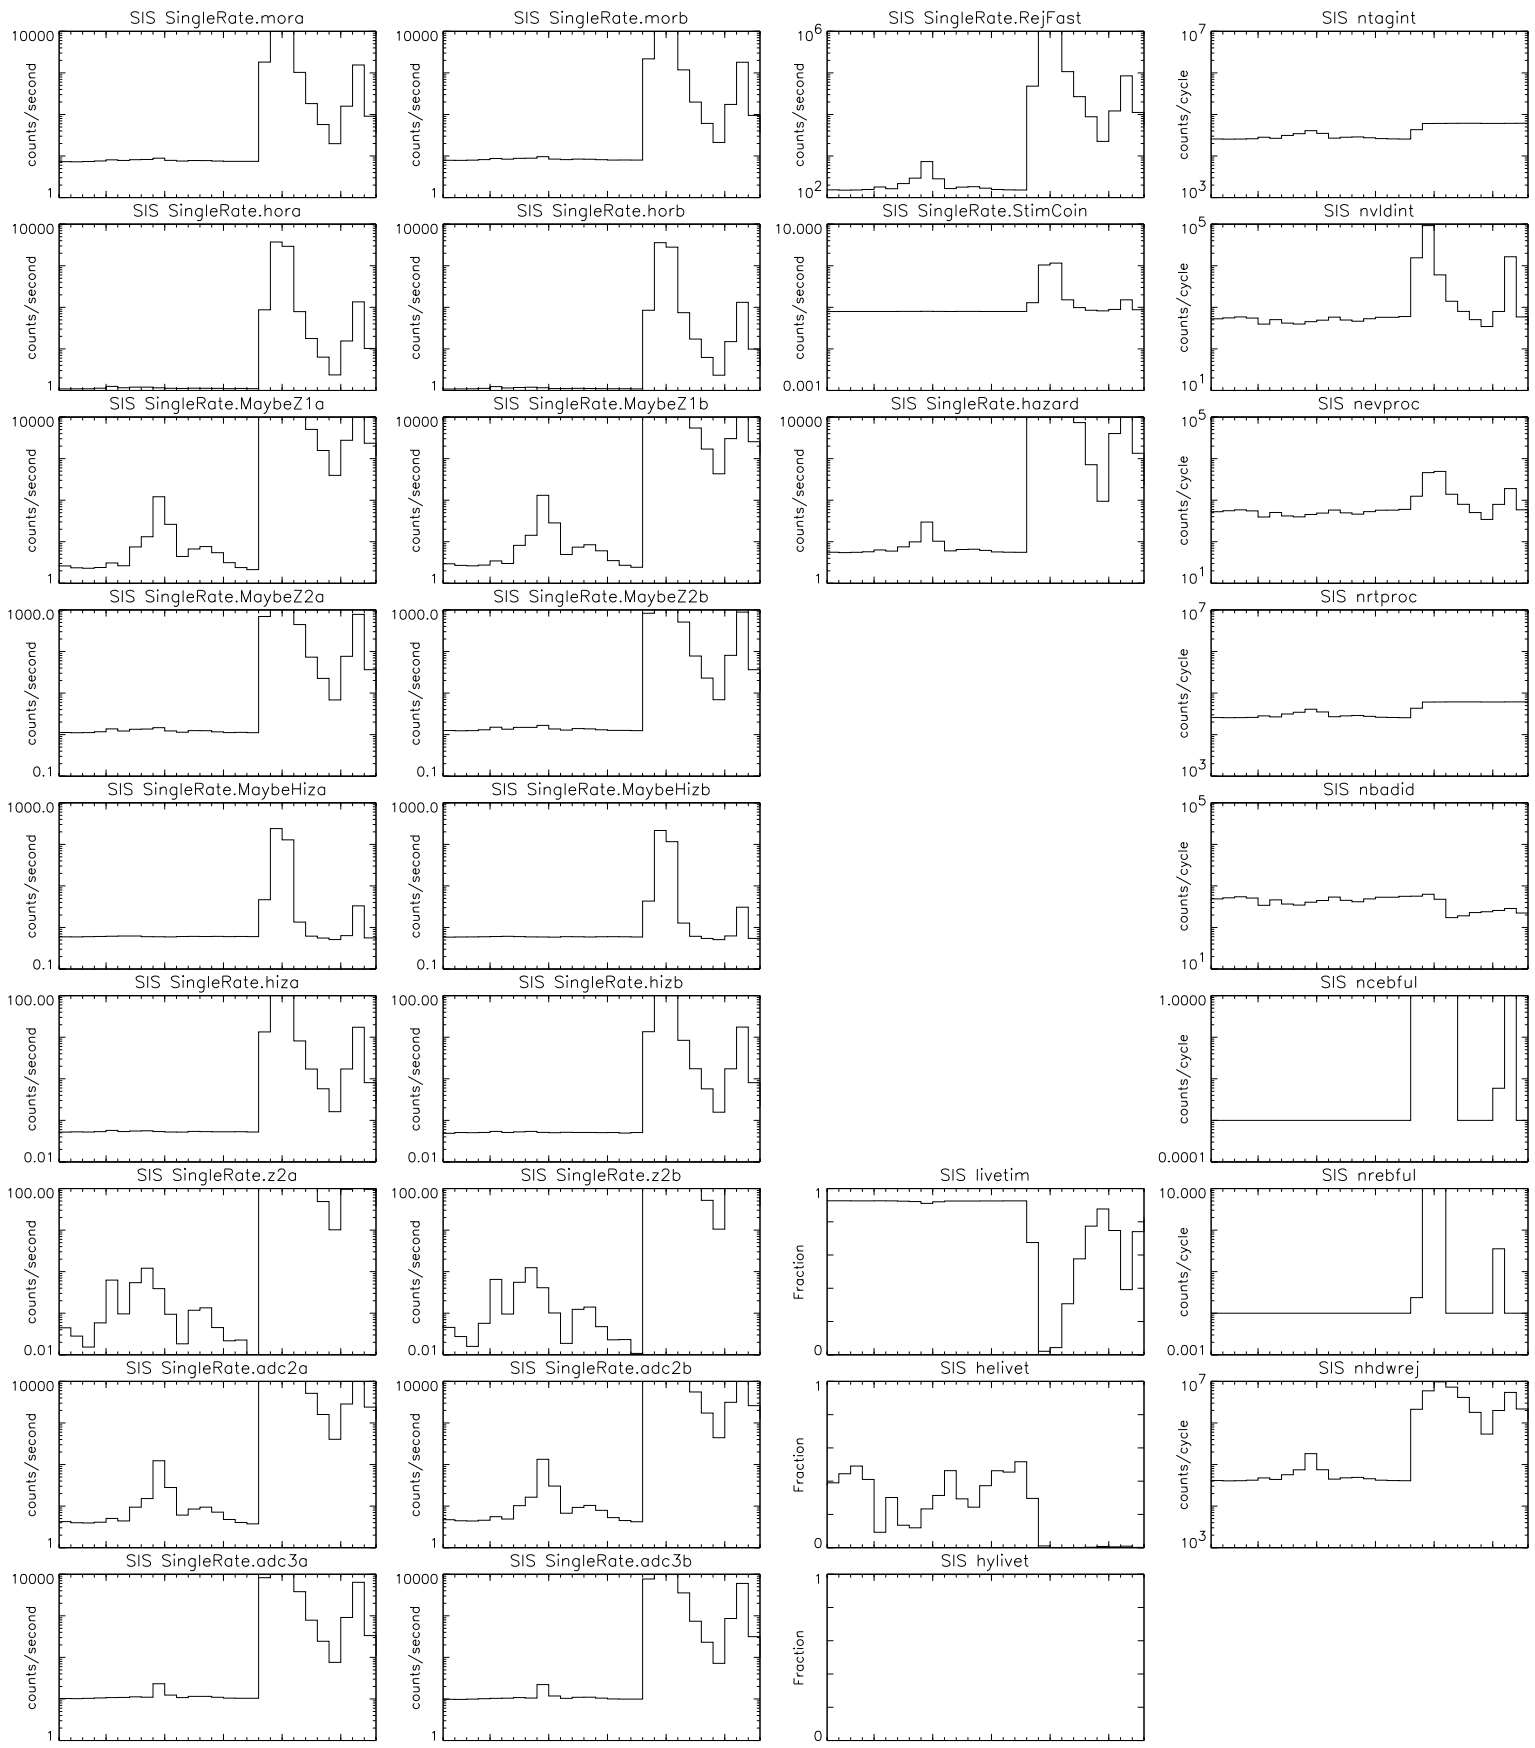 SIS SingleRate.mora
10000
counts/second
1
SIS SingleRate.morb
10000
counts/second
1
SIS SingleRate.RejFast
10^6
counts/second
10^2
SIS ntagint
10^7
counts/cycle
10^3
SIS SingleRate.hora
10000
counts/second
1
SIS SingleRate.horb
10000
counts/second
1
SIS SingleRate.StimCoin
10.000
counts/second
0.001
SIS nvldint
10^5
counts/cycle
10^1
SIS SingleRate.MaybeZ1a
10000
counts/second
1
SIS SingleRate.MaybeZ1b
10000
counts/second
1
SIS SingleRate.hazard
10000
counts/second
1
SIS nevproc
10^5
counts/cycle
10^1
SIS SingleRate.MaybeZ2a
1000.0
counts/second
0.1
SIS SingleRate.MaybeZ2b
1000.0
counts/second
0.1
SIS nrtproc
10^7
counts/cycle
10^3
SIS SingleRate.MaybeHiza
1000.0
counts/second
0.1
SIS SingleRate.MaybeHizb
1000.0
counts/second
0.1
SIS nbadid
10^5
counts/cycle
10^1
SIS SingleRate.hiza
100.00
counts/second
0.01
SIS SingleRate.hizb
100.00
counts/second
0.01
SIS ncebful
1.0000
counts/cycle
0.0001
SIS SingleRate.z2a
100.00
counts/second
0.01
SIS SingleRate.z2b
100.00
counts/second
0.01
SIS livetim
1
Fraction
0
SIS nrebful
10.000
counts/cycle
0.001
SIS SingleRate.adc2a
10000
counts/second
1
SIS SingleRate.adc2b
10000
counts/second
1
SIS helivet
1
Fraction
0
SIS nhdwrej
10^7
counts/cycle
10^3
SIS SingleRate.adc3a
10000
counts/second
1
SIS SingleRate.adc3b
10000
counts/second
1
SIS hylivet
1
Fraction
0